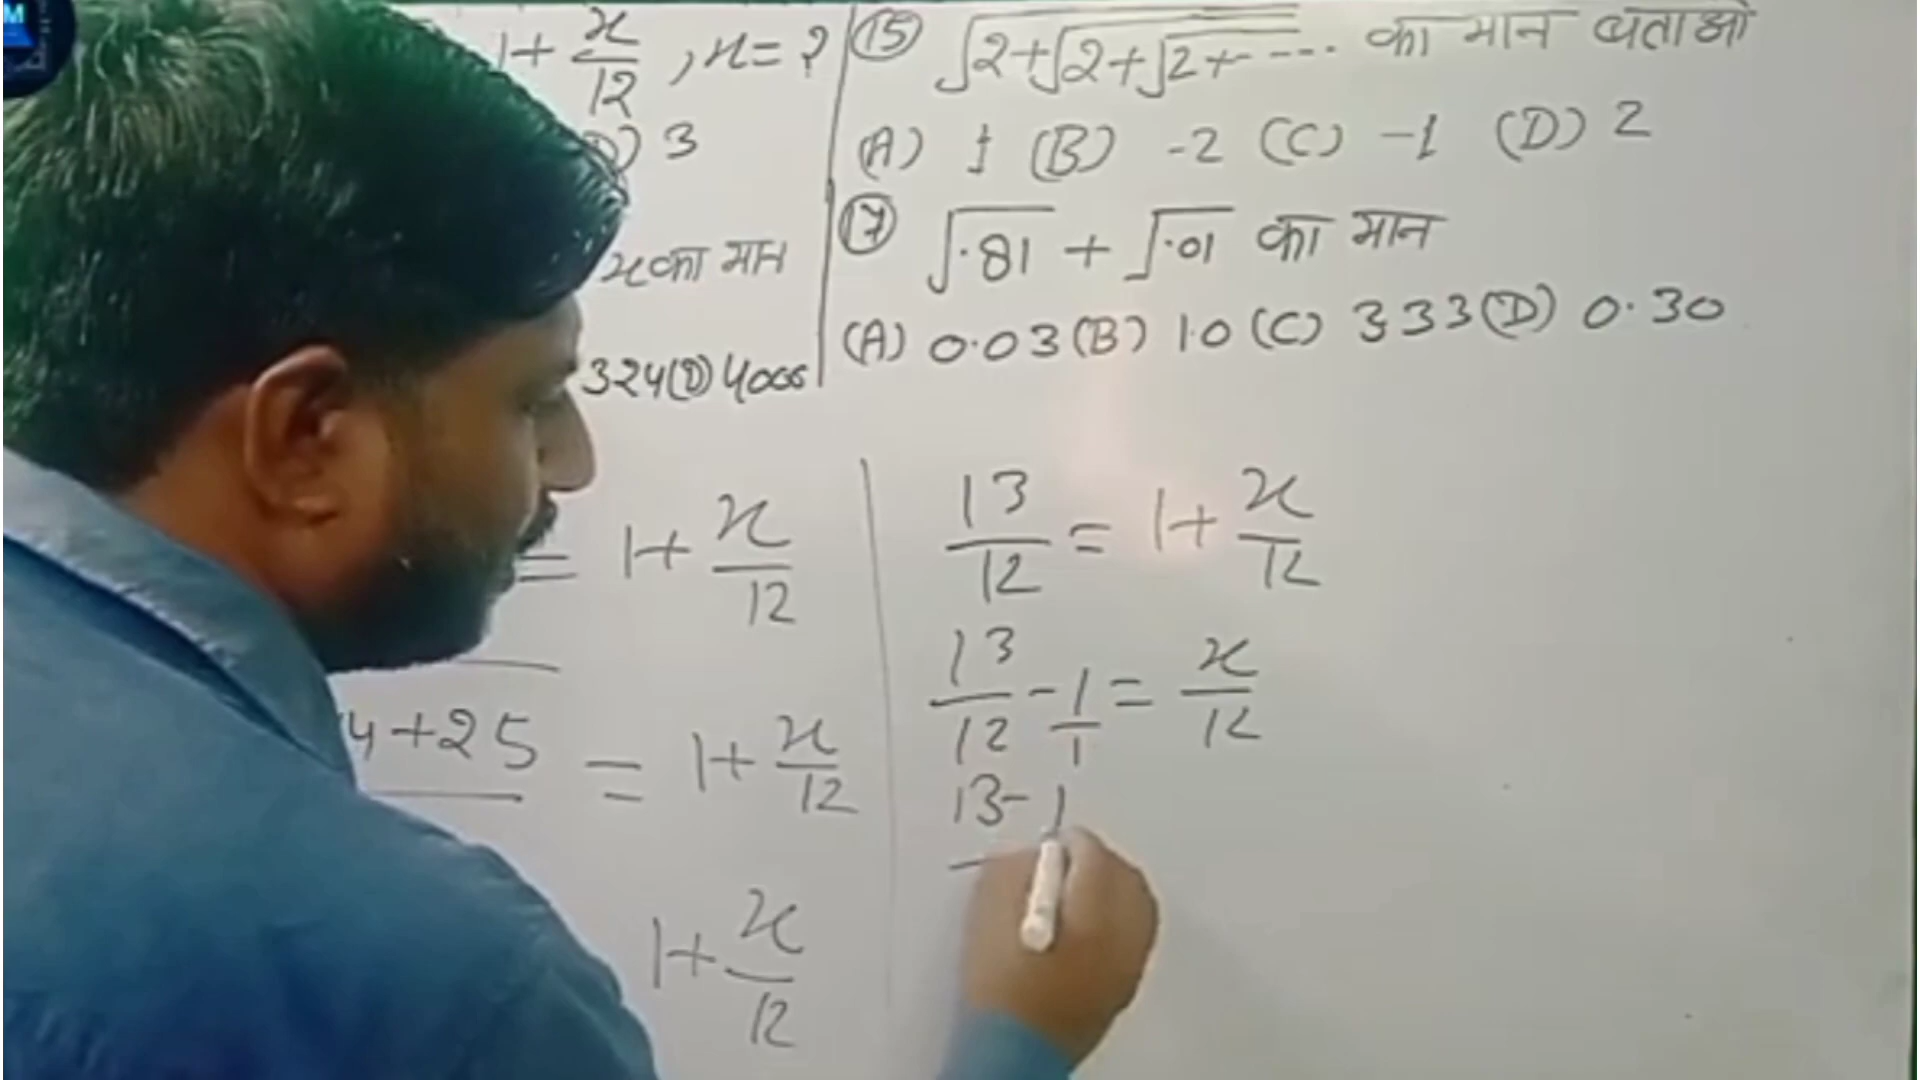 M
1+x/12, x=?
D) 3
x का मान
324 (D) 4000
(15) √2+√2+√2+---- का मान बताओ
(A) 1 (B) -2 (C) -1 (D) 2
(17) √.81 + √.01 का मान
(A) 0.03 (B) 1.0 (C) 333 (D) 0.30
= 1+x/12
4+25 = 1+x/12
1+x/12
13/12 = 1+x/12
13/12 - 1/1 = x/12
13-1